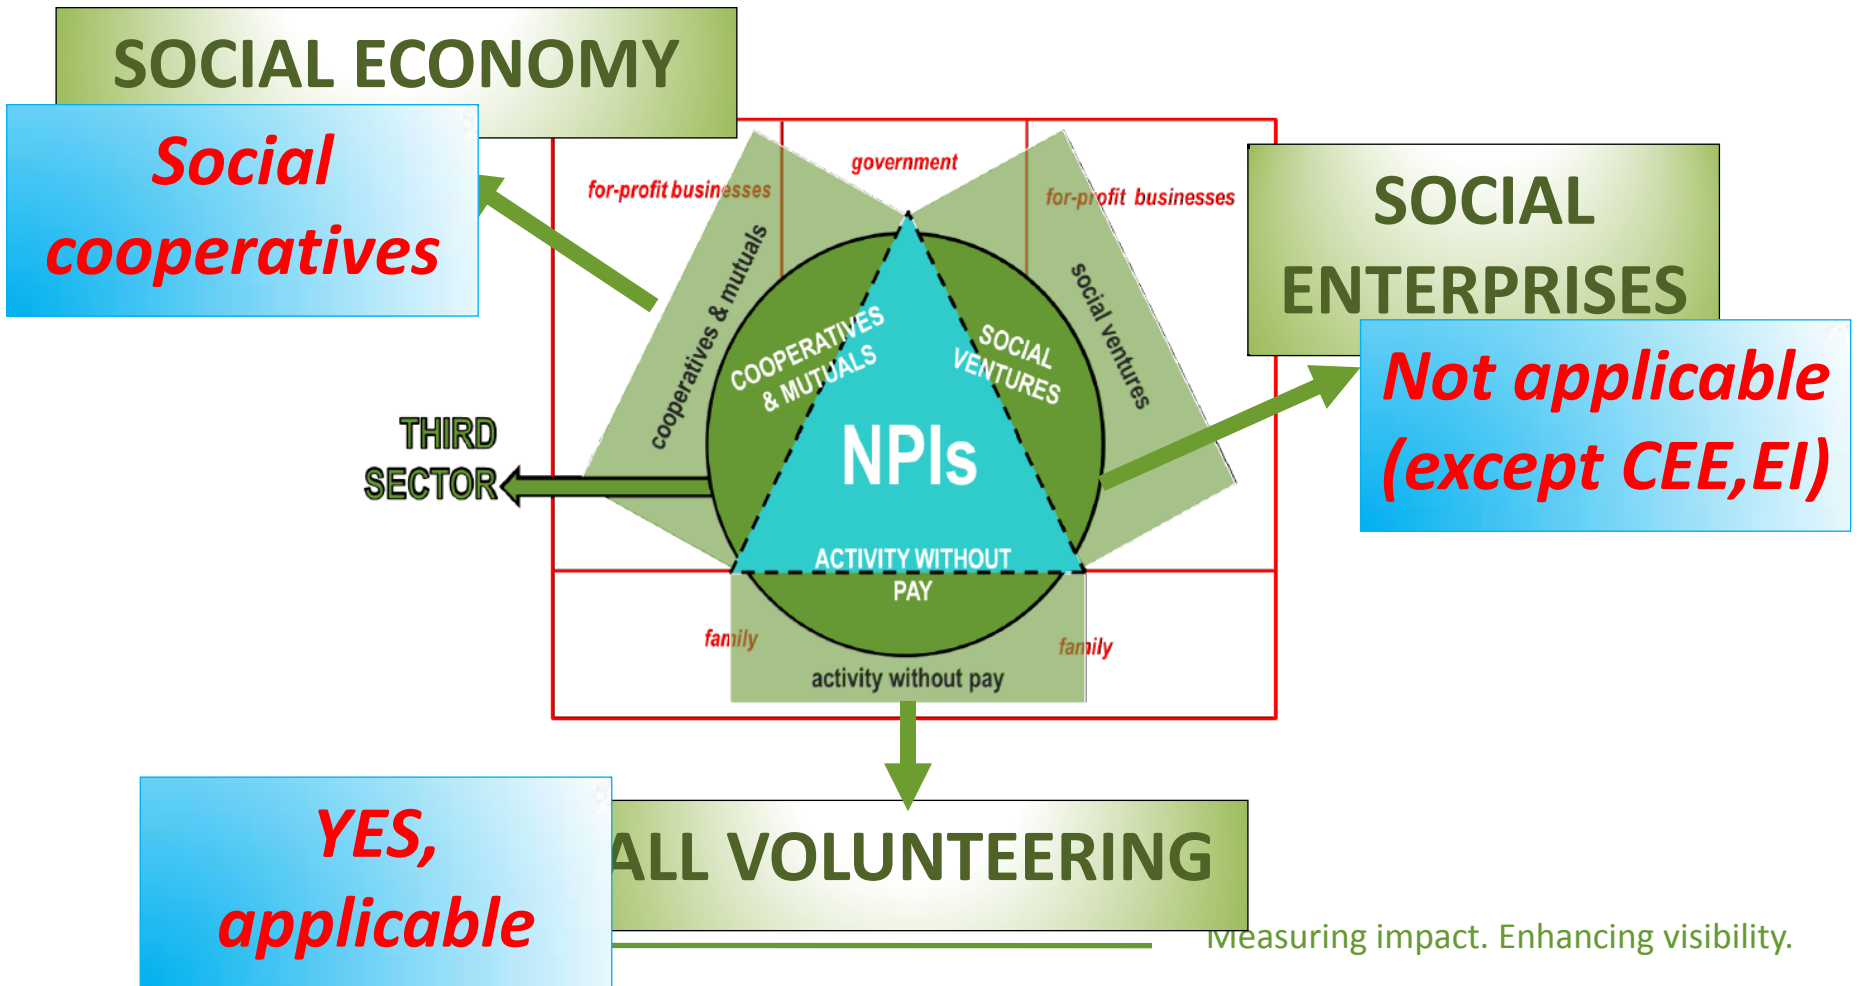 SOCIAL ECONOMY
Social
cooperatives
government
for-profit businesses
for-profit businesses
SOCIAL
ENTERPRISES
Not applicable
(except CEE,EI)
cooperatives & mutuals
social ventures
COOPERATIVES
& MUTUALS
SOCIAL
VENTURES
THIRD
SECTOR
NPIs
ACTIVITY WITHOUT
PAY
family
family
activity without pay
YES,
applicable
ALL VOLUNTEERING
Measuring impact. Enhancing visibility.